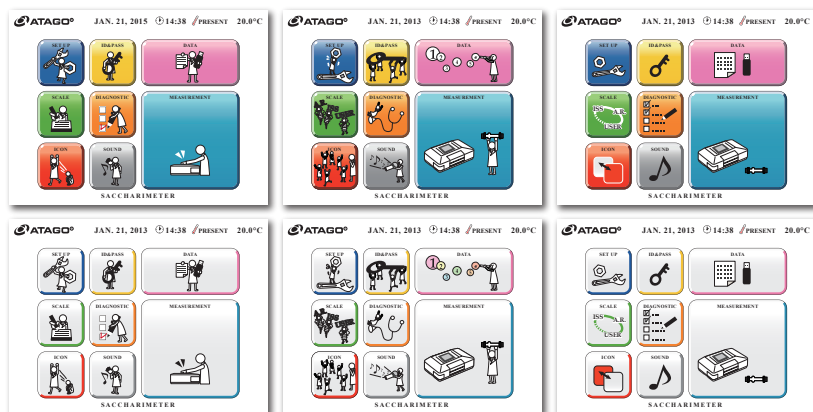 ATAGO® JAN. 21, 2015 14:38 PRESENT 20.0°C
SET UP ID&PASS DATA
SCALE DIAGNOSTIC MEASUREMENT
ICON SOUND
SACCHARIMETER
ATAGO® JAN. 21, 2013 14:38 PRESENT 20.0°C
SET UP ID&PASS DATA
1 2
SCALE DIAGNOSTIC MEASUREMENT
ICON SOUND
SACCHARIMETER
ATAGO® JAN. 21, 2013 14:38 PRESENT 20.0°C
SET UP ID&PASS DATA
SCALE DIAGNOSTIC MEASUREMENT
ISS A.R.
USER
ICON SOUND
SACCHARIMETER
ATAGO® JAN. 21, 2013 14:38 PRESENT 20.0°C
SET UP ID&PASS DATA
SCALE DIAGNOSTIC MEASUREMENT
ICON SOUND
SACCHARIMETER
ATAGO® JAN. 21, 2013 14:38 PRESENT 20.0°C
SET UP ID&PASS DATA
1 2
SCALE DIAGNOSTIC MEASUREMENT
ICON SOUND
SACCHARIMETER
ATAGO® JAN. 21, 2013 14:38 PRESENT 20.0°C
SET UP ID&PASS DATA
SCALE DIAGNOSTIC MEASUREMENT
ISS A.R.
USER
ICON SOUND
SACCHARIMETER